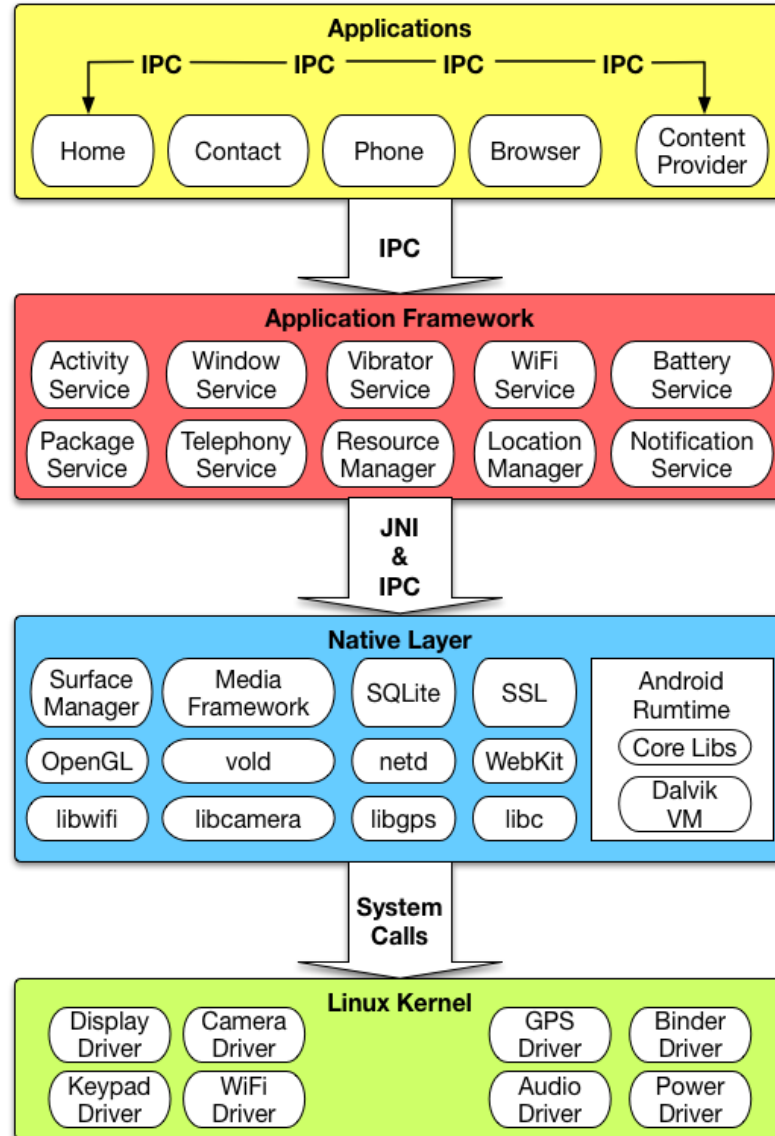 Applications
IPC IPC IPC IPC
Home Contact Phone Browser Content
Provider
IPC
Application Framework
Activity Window Vibrator WiFi Battery
Service Service Service Service Service
Package Telephony Resource Location Notification
Service Service Manager Manager Service
JNI
&
IPC
Native Layer
Surface Media SQLite SSL Android
Manager Framework Rumtime
OpenGL vold netd WebKit Core Libs
libwifi libcamera libgps libc Dalvik
VM
System
Calls
Linux Kernel
Display Camera GPS Binder
Driver Driver Driver Driver
Keypad WiFi Audio Power
Driver Driver Driver Driver